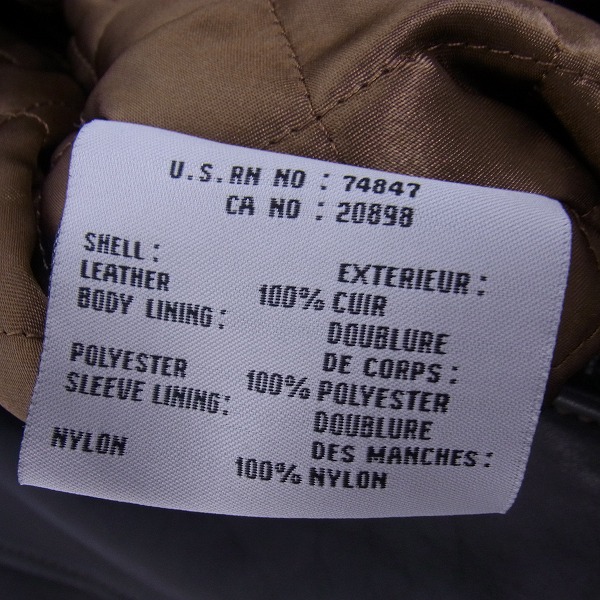 U.S.RN NO : 74847
CA NO : 20898
SHELL:
LEATHER
BODY LINING:
POLYESTER
SLEEVE LINING:
NYLON
EXTERIEUR:
100% CUIR
DOUBLURE
DE CORPS:
100% POLYESTER
DOUBLURE
DES MANCHES:
100% NYLON